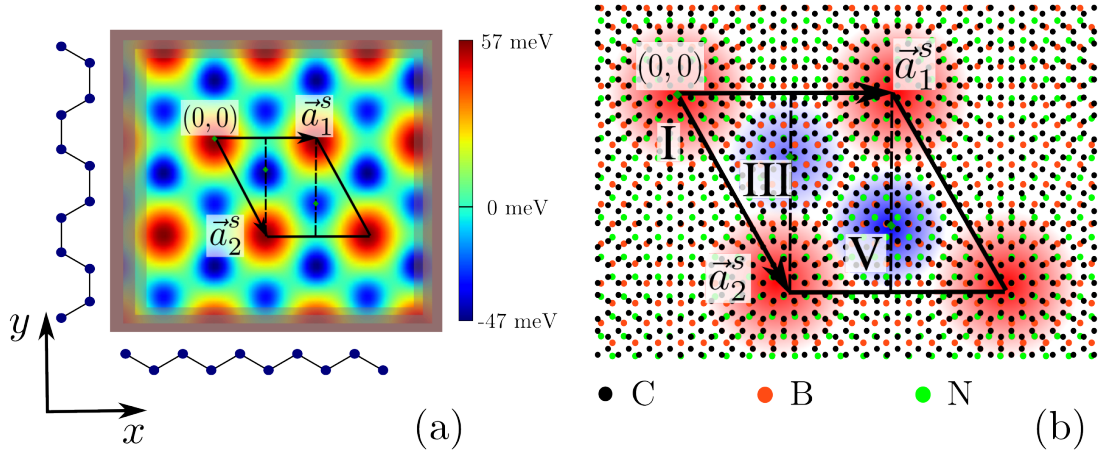 57 meV
(0,0)
a⃗₁ˢ
0 meV
a⃗₂ˢ
-47 meV
y
x
(a)
(0,0)
a⃗₁ˢ
I
III
V
a⃗₂ˢ
C
B
N
(b)